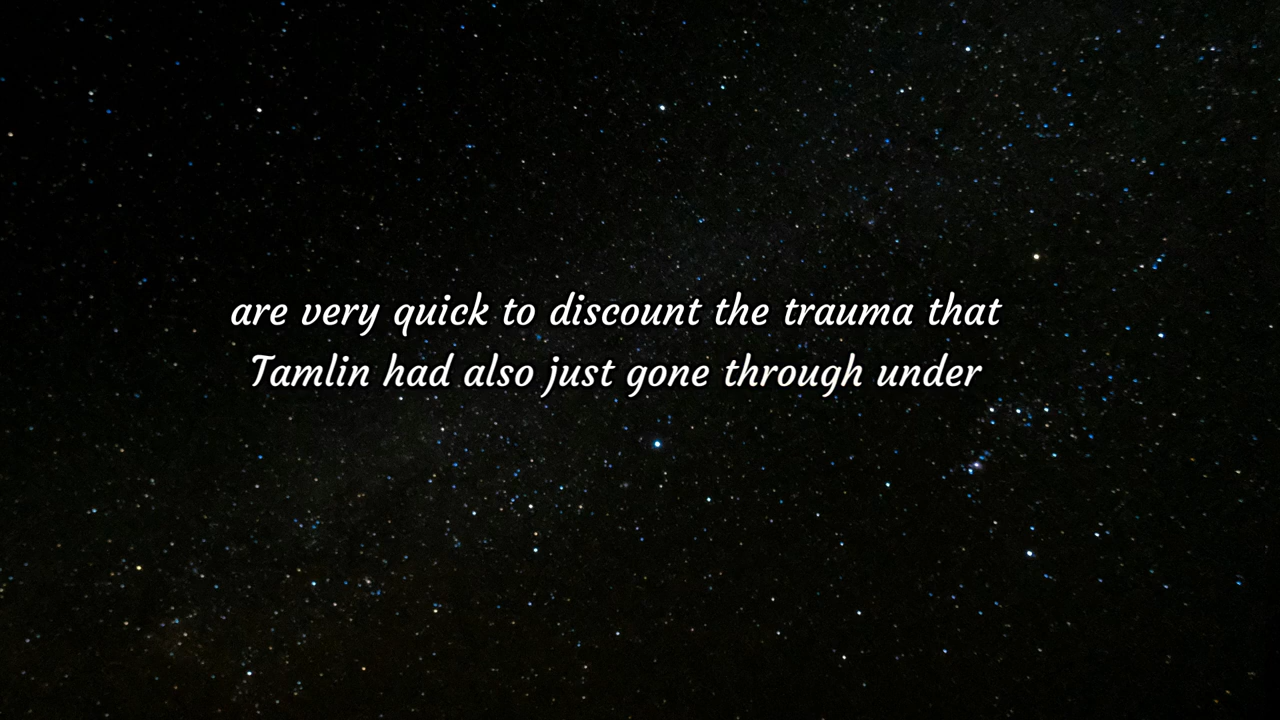 are very quick to discount the trauma that
Tamlin had also just gone through under